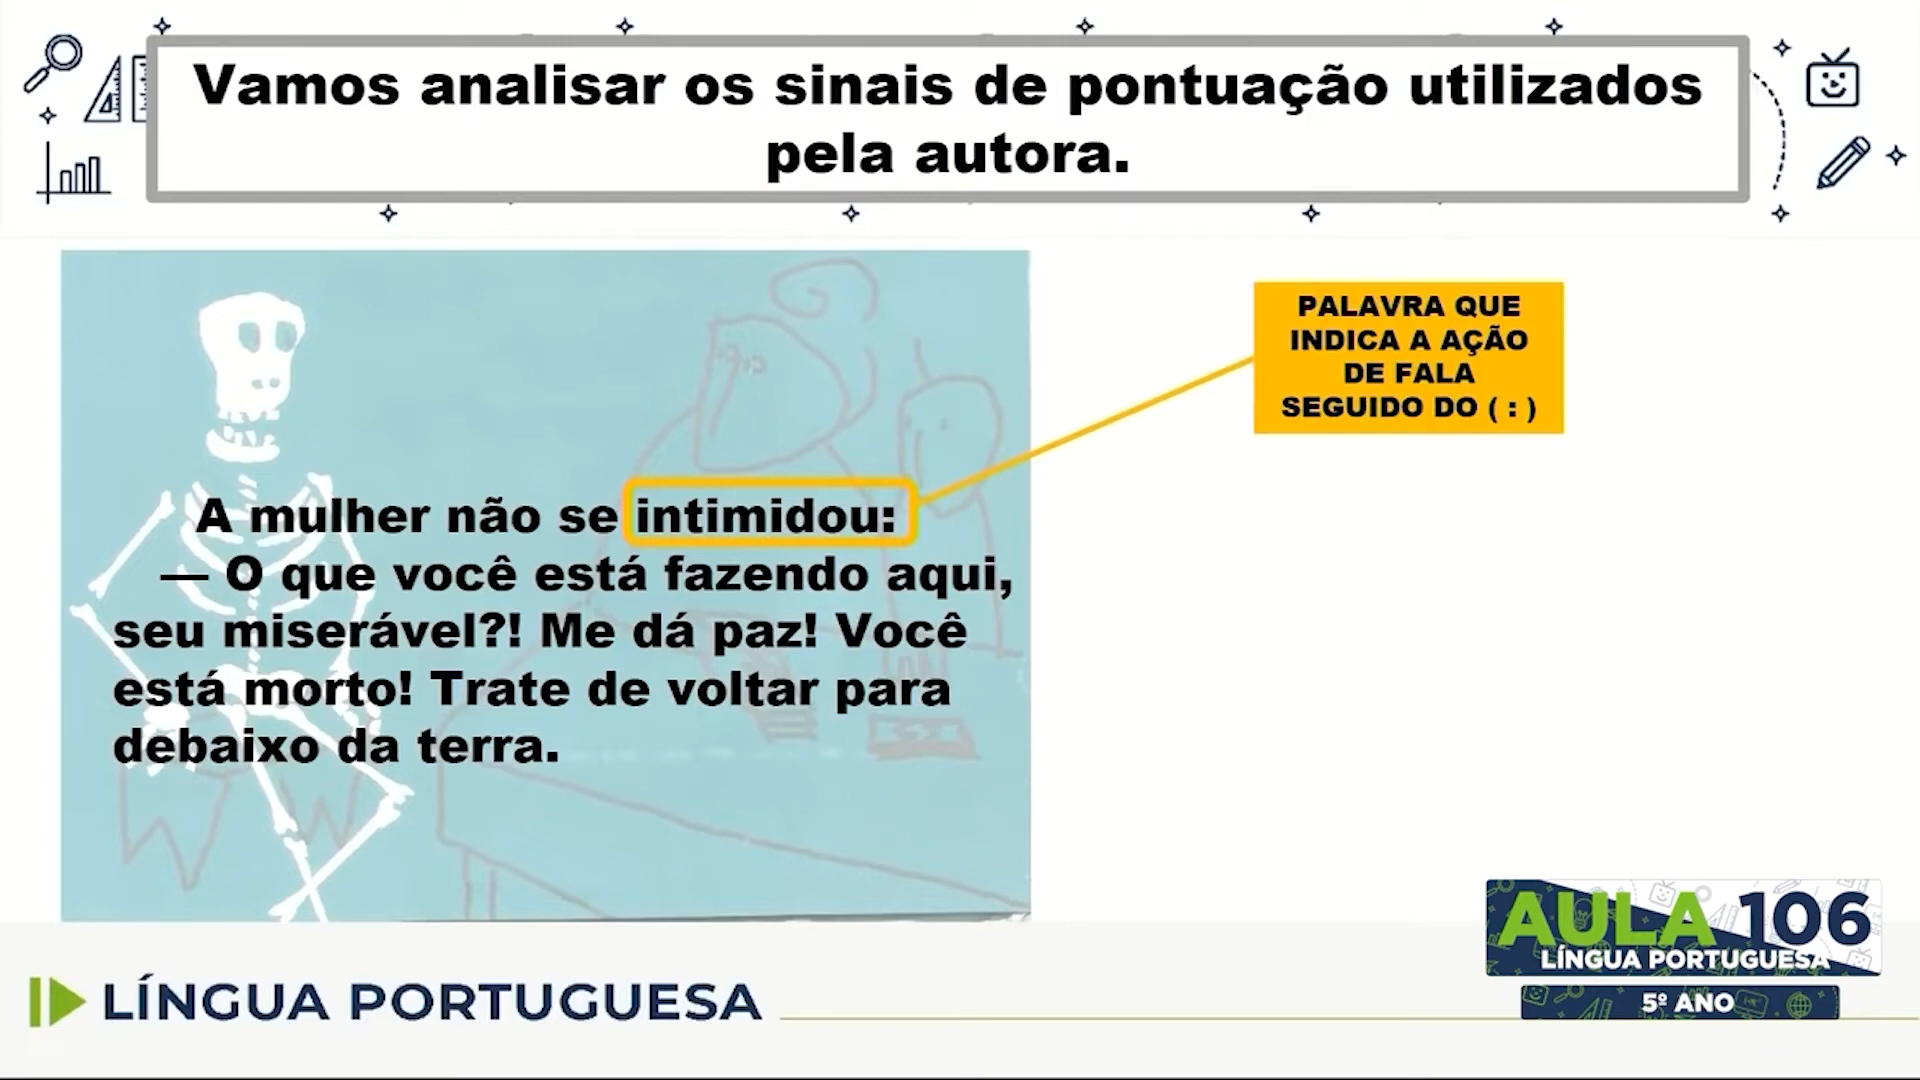 Vamos analisar os sinais de pontuação utilizados
pela autora.
PALAVRA QUE
INDICA A AÇÃO
DE FALA
SEGUIDO DO ( : )
A mulher não se intimidou:
— O que você está fazendo aqui,
seu miserável?! Me dá paz! Você
está morto! Trate de voltar para
debaixo da terra.
AULA 106
LÍNGUA PORTUGUESA
5º ANO
LÍNGUA PORTUGUESA